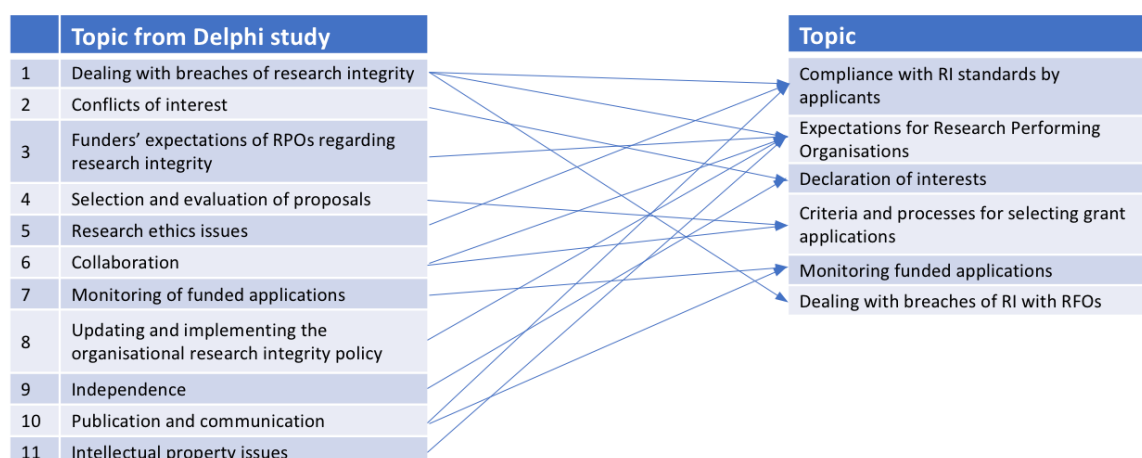 Topic from Delphi study
1 Dealing with breaches of research integrity
2 Conflicts of interest
3 Funders’ expectations of RPOs regarding
research integrity
4 Selection and evaluation of proposals
5 Research ethics issues
6 Collaboration
7 Monitoring of funded applications
8 Updating and implementing the
organisational research integrity policy
9 Independence
10 Publication and communication
11 Intellectual property issues
Topic
Compliance with RI standards by
applicants
Expectations for Research Performing
Organisations
Declaration of interests
Criteria and processes for selecting grant
applications
Monitoring funded applications
Dealing with breaches of RI with RFOs